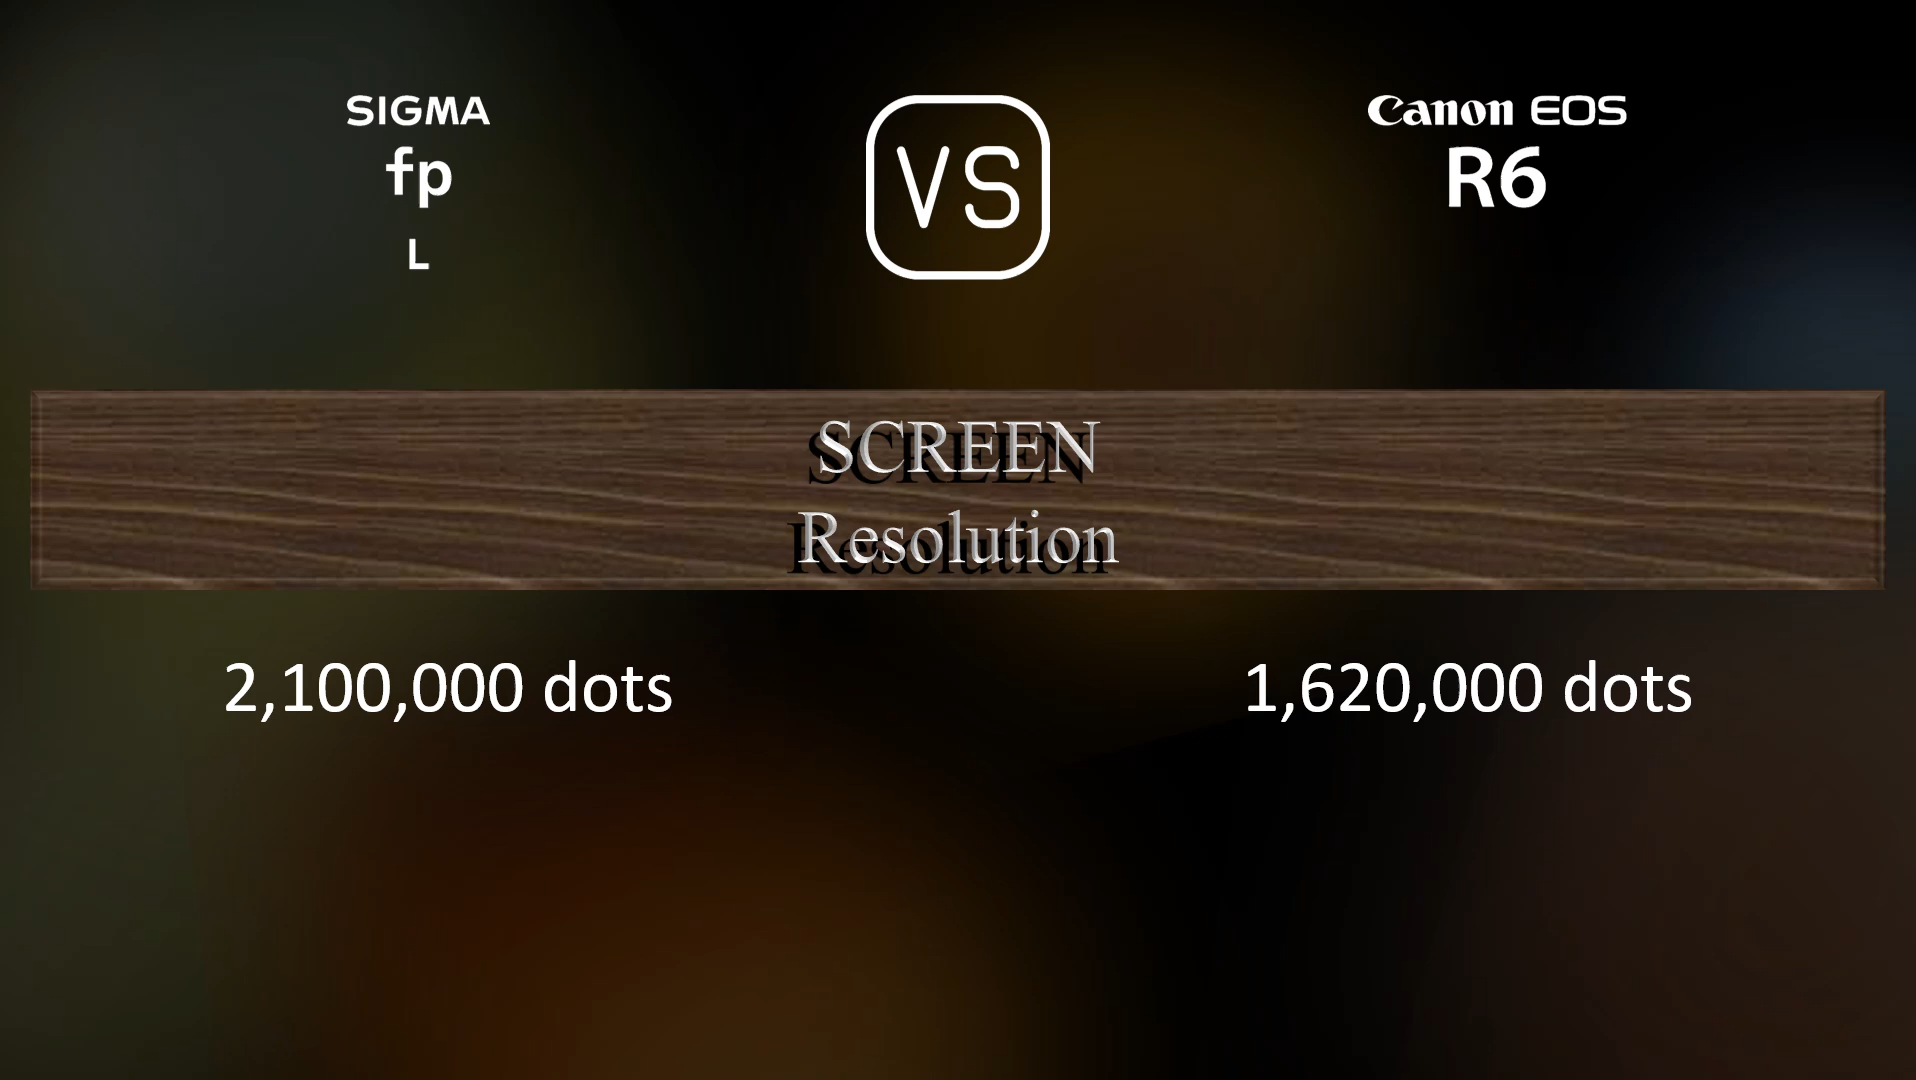 SIGMA
fp
L
VS
Canon EOS
R6
SCREEN
Resolution
2,100,000 dots
1,620,000 dots